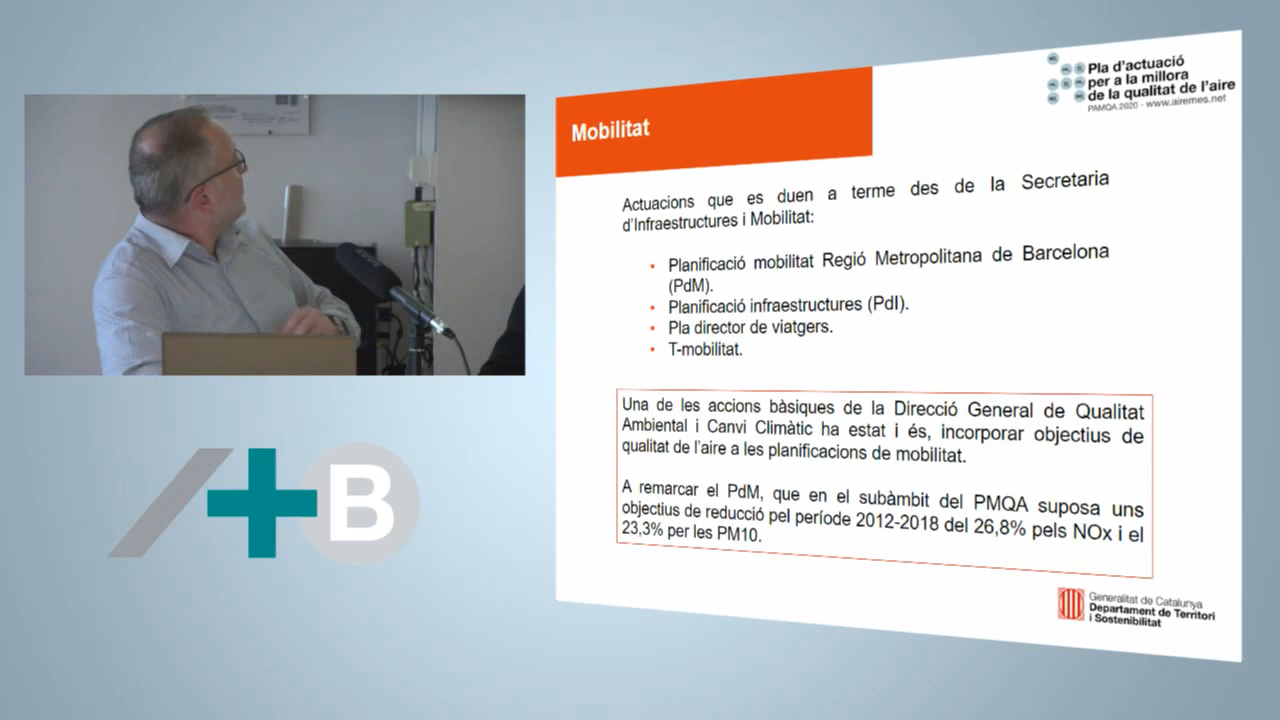 Mobilitat
Pla d'actuació
per a la millora
de la qualitat de l'aire
PAMQA 2020 - www.airemes.net
Actuacions que es duen a terme des de la Secretaria
d'Infraestructures i Mobilitat:
• Planificació mobilitat Regió Metropolitana de Barcelona
(PdM).
• Planificació infraestructures (PdI).
• Pla director de viatgers.
• T-mobilitat.
Una de les accions bàsiques de la Direcció General de Qualitat
Ambiental i Canvi Climàtic ha estat i és, incorporar objectius de
qualitat de l'aire a les planificacions de mobilitat.
A remarcar el PdM, que en el subàmbit del PMQA suposa uns
objectius de reducció pel període 2012-2018 del 26,8% pels NOx i el
23,3% per les PM10.
Generalitat de Catalunya
Departament de Territori
i Sostenibilitat
B